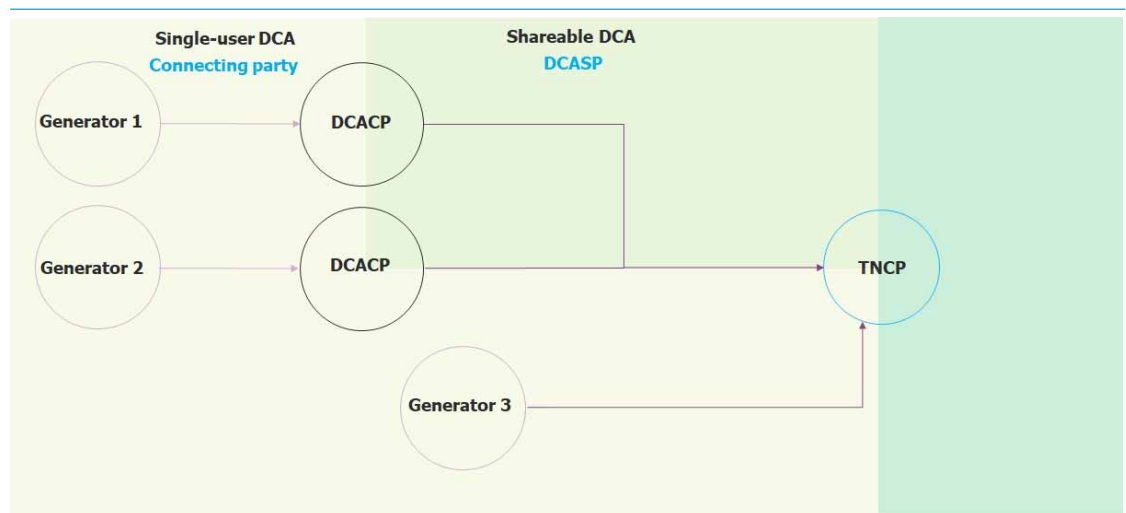 Single-user DCA
Connecting party
Shareable DCA
DCASP
Generator 1
DCACP
Generator 2
DCACP
TNCP
Generator 3